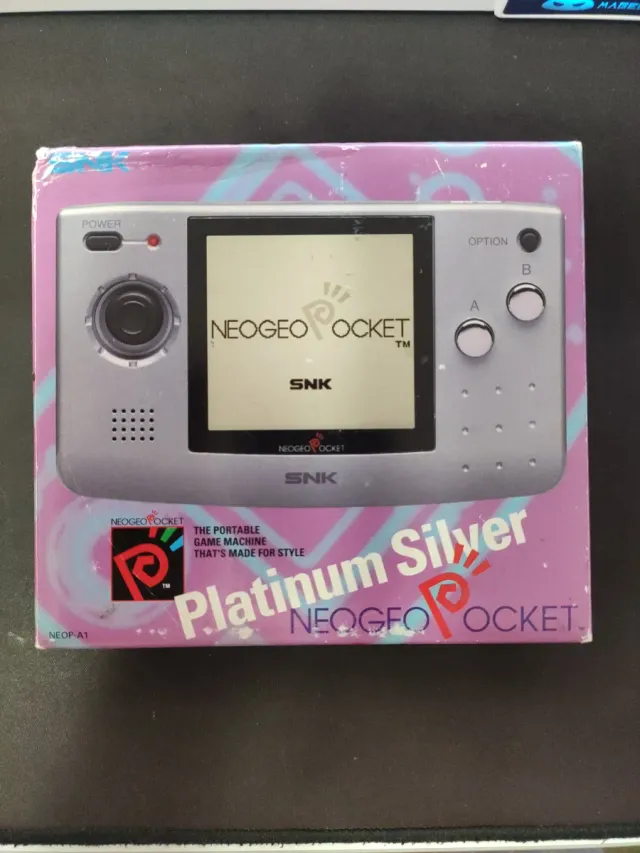 SNK
POWER
OPTION
B
A
NEOGEO POCKET
TM
SNK
NEOGEO POCKET
SNK
NEOGEO POCKET
THE PORTABLE
GAME MACHINE
THAT'S MADE FOR STYLE
TM
Platinum Silver
NEOGEO POCKET
TM
NEOP-A1